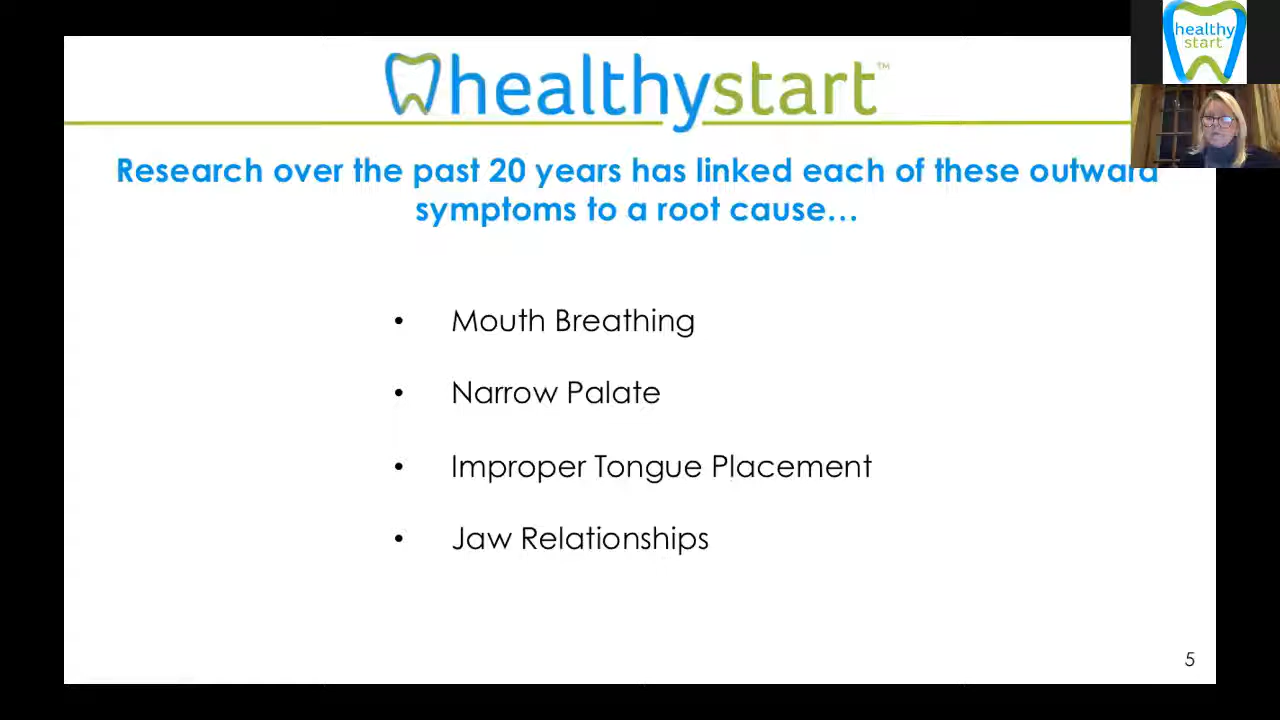 healthystart™
healthy
start
Research over the past 20 years has linked each of these outward
symptoms to a root cause…
• Mouth Breathing
• Narrow Palate
• Improper Tongue Placement
• Jaw Relationships
5